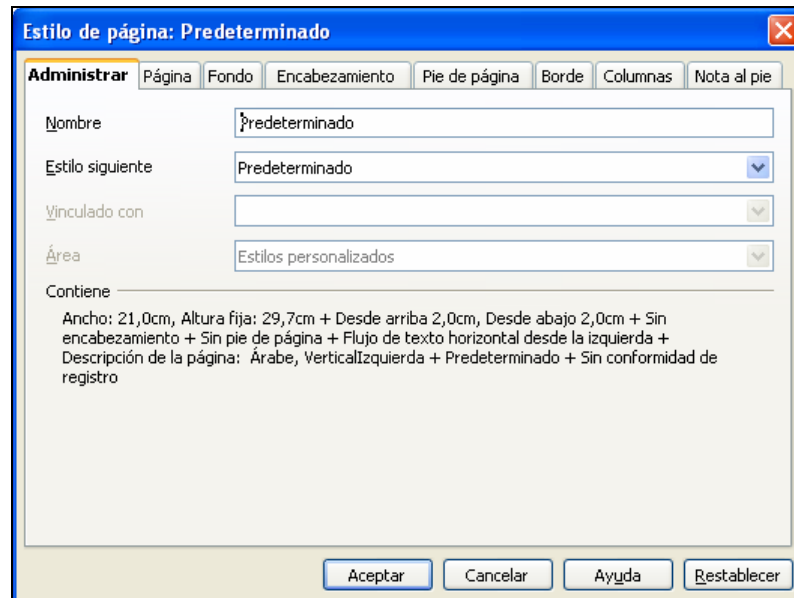 Estilo de página: Predeterminado
Administrar Página Fondo Encabezamiento Pie de página Borde Columnas Nota al pie
Nombre Predeterminado
Estilo siguiente Predeterminado
Vinculado con
Área Estilos personalizados
Contiene
Ancho: 21,0cm, Altura fija: 29,7cm + Desde arriba 2,0cm, Desde abajo 2,0cm + Sin
encabezamiento + Sin pie de página + Flujo de texto horizontal desde la izquierda +
Descripción de la página: Árabe, VerticalIzquierda + Predeterminado + Sin conformidad de
registro
Aceptar Cancelar Ayuda Restablecer